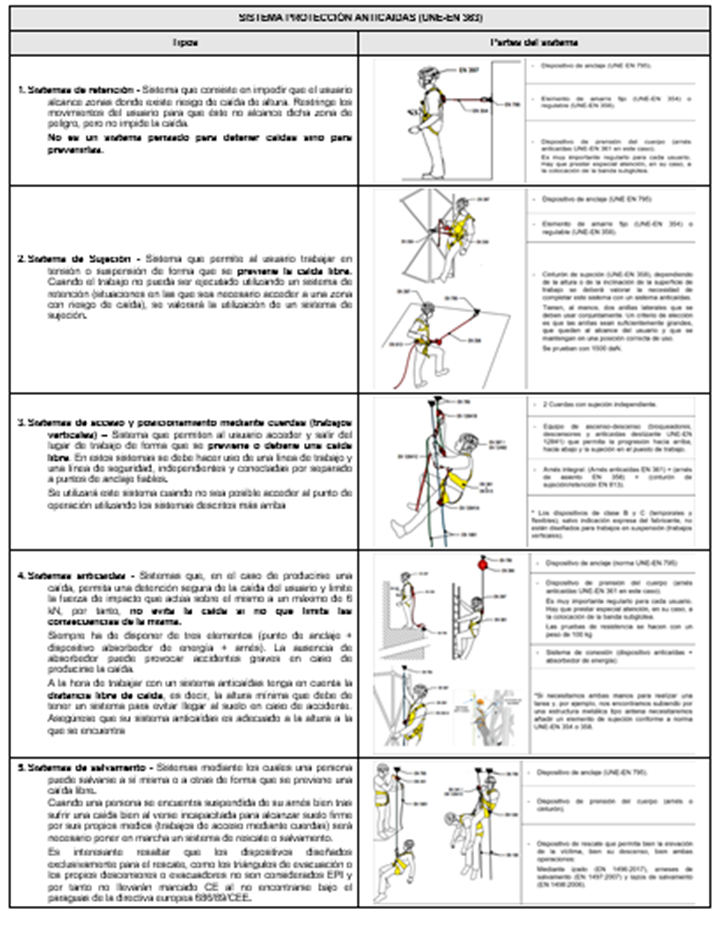 SISTEMA PROTECCIÓN ANTICAIDAS (UNE-EN 363)
Tipos
Partes del sistema
1. Sistemas de retención - Sistema que consiste en impedir que el usuario
alcance zonas donde existe riesgo de caída de altura. Restringe los
movimientos del usuario para que éste no alcance dicha zona de
peligro, pero no impide la caída.
No es un sistema pensado para detener caídas sino para
prevenirlas.
EN 360?
- Dispositivo de anclaje (UNE EN 795).
- Elemento de amarre fijo (UNE-EN 354) o
regulable (UNE-EN 358).
- Dispositivo de prensión del cuerpo (arnés
anticaídas UNE-EN 361 en este caso).
Es muy importante regularlo para cada usuario.
Hay que prestar especial atención, en su caso, a
la colocación de la banda subglútea.
2. Sistema de Sujeción - Sistema que permite al usuario trabajar en
tensión o suspensión de forma que se previene la caída libre.
Cuando el trabajo no pueda ser ejecutado utilizando un sistema de
retención (situaciones en las que sea necesario acceder a una zona
con riesgo de caída), se valorará la utilización de un sistema de
sujeción.
- Dispositivo de anclaje (UNE EN 795)
- Elemento de amarre fijo (UNE-EN 354) o
regulable (UNE-EN 358).
- Cinturón de sujeción (UNE-EN 358), dependiendo
de la altura o de la inclinación de la superficie de
trabajo se deberá valorar la necesidad de
completar este sistema con un sistema anticaídas.
Tienen, al menos, dos anillas laterales que se
deben usar conjuntamente. Un criterio de elección
es que las anillas sean suficientemente grandes,
que queden al alcance del usuario y que se
mantengan en una posición correcta de uso.
Se prueban con 1500 daN.
3. Sistemas de acceso y posicionamiento mediante cuerdas (trabajos
verticales) – Sistema que permiten al usuario acceder y salir del
lugar de trabajo de forma que se previene o detiene una caída
libre. En estos sistemas se debe hacer uso de una línea de trabajo y
una línea de seguridad, independientes y conectadas por separado
a puntos de anclaje fiables.
Se utilizará este sistema cuando no sea posible acceder al punto de
operación utilizando los sistemas descritos más arriba
- 2 Cuerdas con sujeción independiente.
- Equipo de ascenso-descenso (bloqueadores,
descensores y anticaídas deslizante UNE-EN
12841) que permita la progresión hacia arriba,
hacia abajo y la sujeción en el puesto de trabajo.
- Arnés integral: (Arnés anticaídas EN 361) + (arnés
de asiento EN 358) + (cinturón de
sujeción/retención EN 813).
* Los dispositivos de clase B y C (temporales y
flexibles), salvo indicación expresa del fabricante, no
están diseñados para trabajos en suspensión (trabajos
verticales).
4. Sistemas anticaídas - Sistemas que, en el caso de producirse una
caída, permita una detención segura de la caída del usuario y limite
la fuerza de impacto que actúa sobre el mismo a un máximo de 6
kN, por tanto, no evita la caída si no que limita las
consecuencias de la misma.
Siempre ha de disponer de tres elementos (punto de anclaje +
dispositivo absorbedor de energía + arnés). La ausencia de
absorbedor puede provocar accidentes graves en caso de
producirse la caída.
A la hora de trabajar con un sistema anticaídas tenga en cuenta la
distancia libre de caída, es decir, la altura mínima que debe de
tener un sistema para evitar llegar al suelo en caso de accidente.
Asegúrese que su sistema anticaídas es adecuado a la altura a la
que se encuentra
- Dispositivo de anclaje (norma UNE-EN 795)
- Dispositivo de prensión del cuerpo (arnés
anticaídas UNE-EN 361 en este caso).
Es muy importante regularlo para cada usuario.
Hay que prestar especial atención, en su caso, a
la colocación de la banda subglútea.
Las pruebas de resistencia se hacen con un
peso de 100 kg
- Sistema de conexión (dispositivo anticaídas +
absorbedor de energía)
*Si necesitamos ambas manos para realizar una
tarea y, por ejemplo, nos encontramos subiendo por
una estructura metálica tipo antena necesitaremos
añadir un elemento de sujeción conforme a norma
UNE-EN 354 o 358.
5. Sistemas de salvamento - Sistemas mediante los cuales una persona
puede salvarse a sí misma o a otras de forma que se previene una
caída libre.
Cuando una persona se encuentra suspendida de su arnés bien tras
sufrir una caída bien al verse incapacitada para alcanzar suelo firme
por sus propios medios (trabajos de acceso mediante cuerdas) será
necesario poner en marcha un sistema de rescate o salvamento.
Es interesante resaltar que los dispositivos diseñados
exclusivamente para el rescate, como los triángulos de evacuación o
los propios descensores o evacuadores no son considerados EPI y
por tanto no llevarán marcado CE al no encontrarse bajo el
paraguas de la directiva europea 686/89/CEE.
- Dispositivo de anclaje (UNE-EN 795).
- Dispositivo de prensión del cuerpo (arnés o
cinturón).
- Dispositivo de rescate que permita bien la elevación
de la víctima, bien su descenso, bien ambas
operaciones:
Mediante izado (EN 1496:2017), arneses de
salvamento (EN 1497:2007) y lazos de salvamento
(EN 1498:2006).